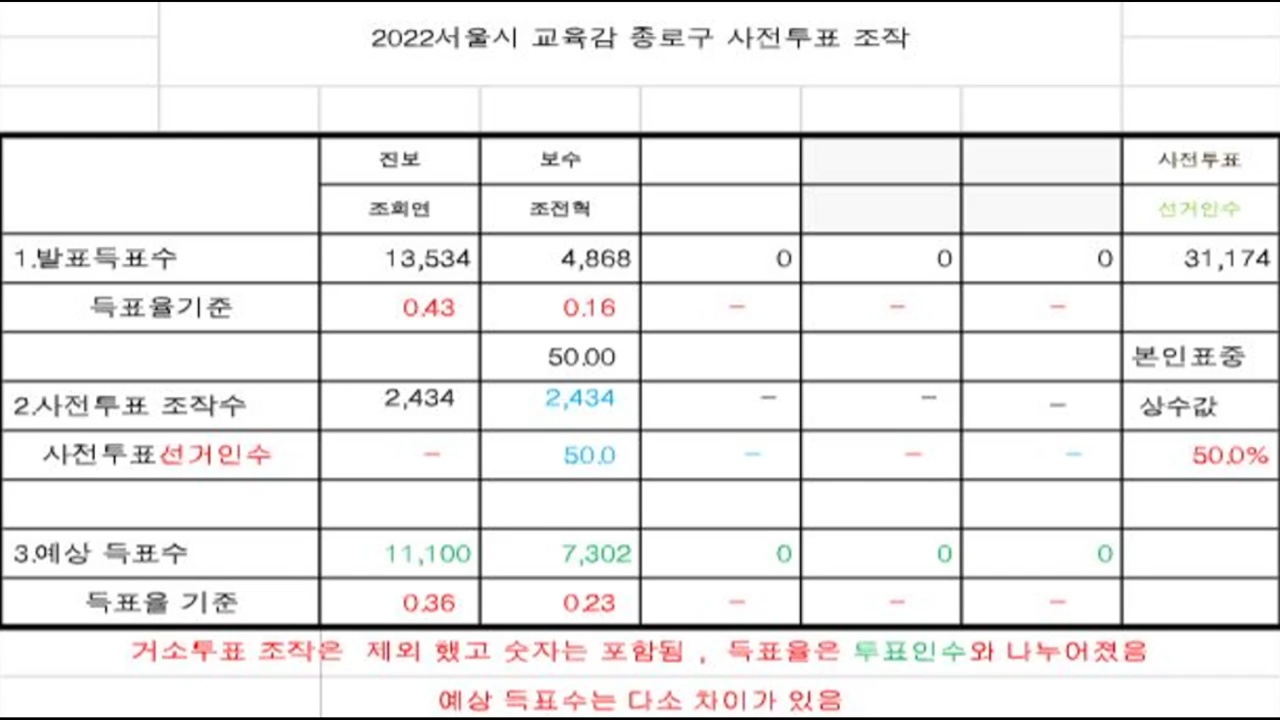 2022서울시 교육감 종로구 사전투표 조작
진보 보수 사전투표
조희연 조전혁 선거인수
1.발표득표수 13,534 4,868 0 0 0 31,174
득표율기준 0.43 0.16 – – –
50.00 본인표중
2.사전투표 조작수 2,434 2,434 – – – 상수값
사전투표선거인수 – 50.0 – – – 50.0%
3.예상 득표수 11,100 7,302 0 0 0
득표율 기준 0.36 0.23 – – –
거소투표 조작은 제외 했고 숫자는 포함됨 , 득표율은 투표인수와 나누어졌음
예상 득표수는 다소 차이가 있음